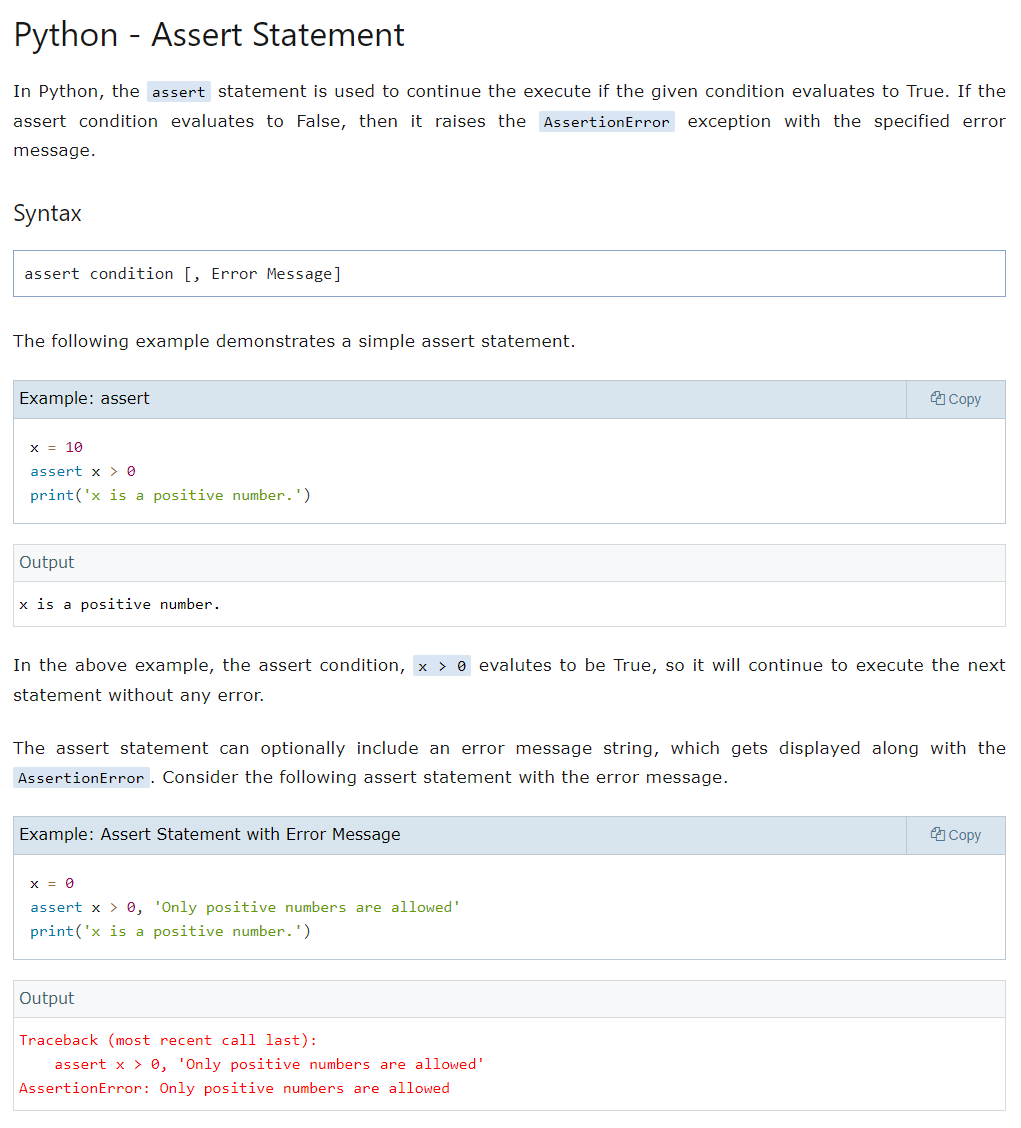 Python - Assert Statement
In Python, the assert statement is used to continue the execute if the given condition evaluates to True. If the
assert condition evaluates to False, then it raises the AssertionError exception with the specified error
message.
Syntax
assert condition [, Error Message]
The following example demonstrates a simple assert statement.
Example: assert
Copy
x = 10
assert x > 0
print('x is a positive number.')
Output
x is a positive number.
In the above example, the assert condition, x > 0 evalutes to be True, so it will continue to execute the next
statement without any error.
The assert statement can optionally include an error message string, which gets displayed along with the
AssertionError. Consider the following assert statement with the error message.
Example: Assert Statement with Error Message
Copy
x = 0
assert x > 0, 'Only positive numbers are allowed'
print('x is a positive number.')
Output
Traceback (most recent call last):
    assert x > 0, 'Only positive numbers are allowed'
AssertionError: Only positive numbers are allowed